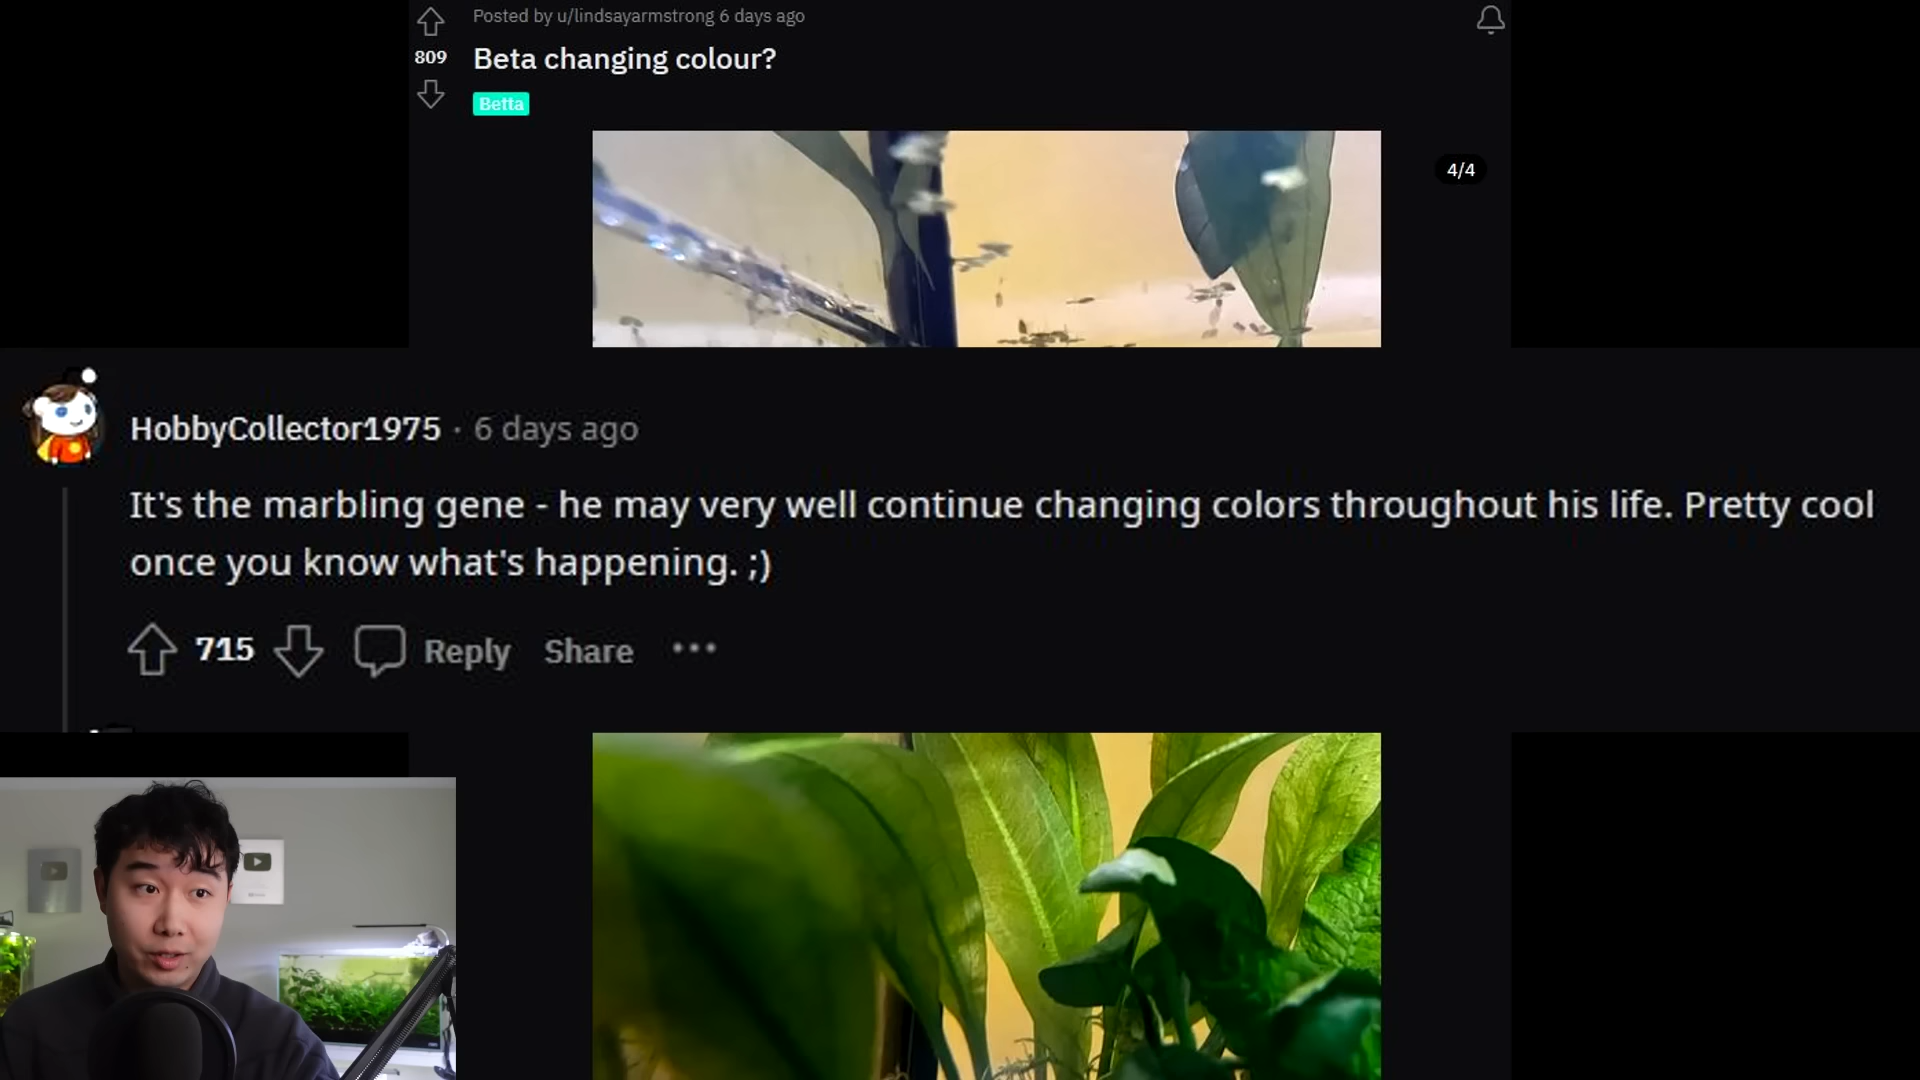 Posted by u/lindsayarmstrong 6 days ago
809
Beta changing colour?
Betta
4/4
HobbyCollector1975 · 6 days ago
It's the marbling gene - he may very well continue changing colors throughout his life. Pretty cool
once you know what's happening. ;)
715 Reply Share ···